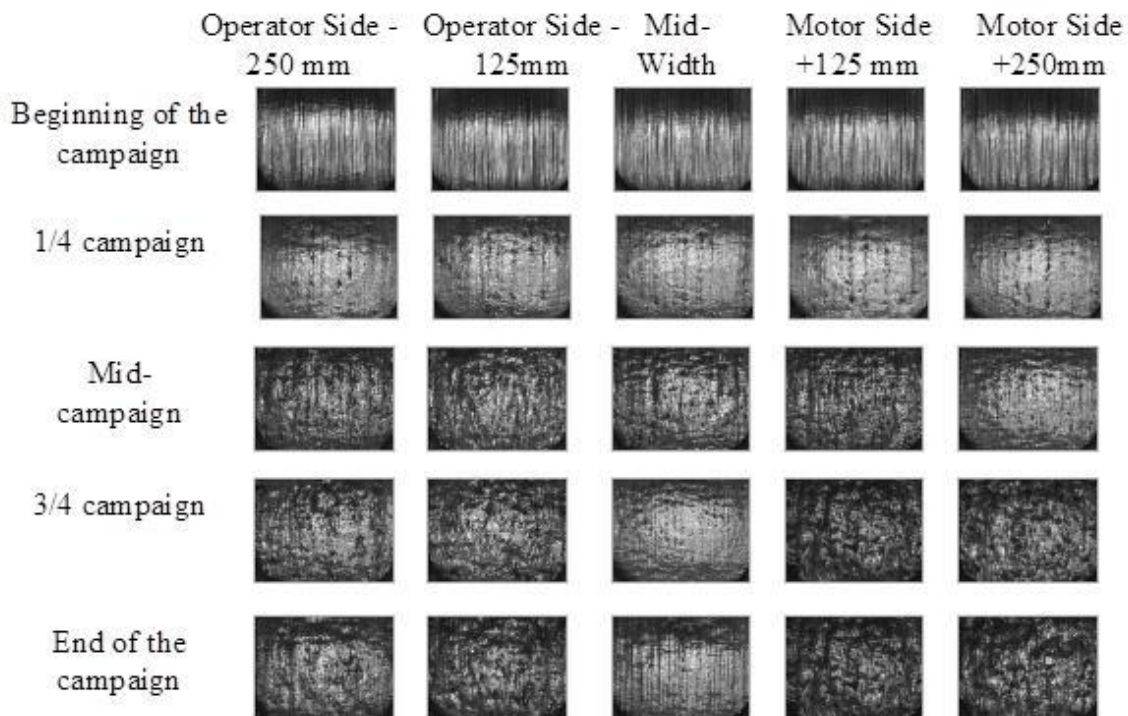 Operator Side -
250 mm
Operator Side -
125mm
Mid-
Width
Motor Side
+125 mm
Motor Side
+250mm
Beginning of the
campaign
1/4 campaign
Mid-
campaign
3/4 campaign
End of the
campaign